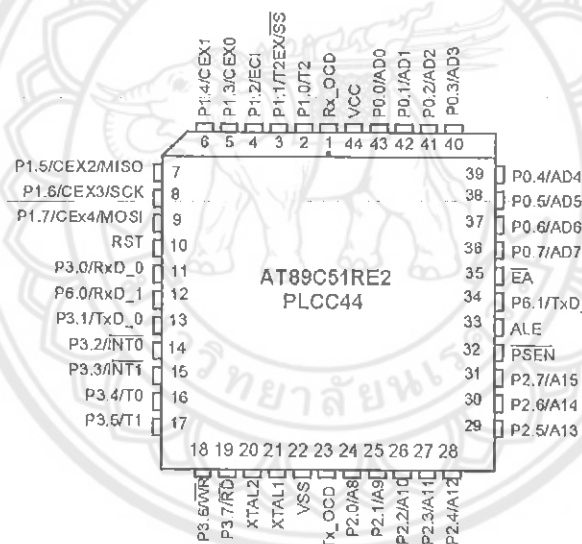 P1.4/CEX1
P1.3/CEX0
P1.2/ECI
P1.1/T2EX/SS
P1.0/T2
Rx_OCD
VCC
P0.0/AD0
P0.1/AD1
P0.2/AD2
P0.3/AD3
6 5 4 3 2 1 44 43 42 41 40
P1.5/CEX2/MISO 7
P1.6/CEX3/SCK 8
P1.7/CEx4/MOSI 9
RST 10
P3.0/RxD_0 11
P6.0/RxD_1 12
P3.1/TxD_0 13
P3.2/INT0 14
P3.3/INT1 15
P3.4/T0 16
P3.5/T1 17
AT89C51RE2
PLCC44
39 P0.4/AD4
38 P0.5/AD5
37 P0.6/AD6
36 P0.7/AD7
35 EA
34 P6.1/TxD_
33 ALE
32 PSEN
31 P2.7/A15
30 P2.6/A14
29 P2.5/A13
18 19 20 21 22 23 24 25 26 27 28
P3.6/WR
P3.7/RD
XTAL2
XTAL1
VSS
Tx_OCD
P2.0/A8
P2.1/A9
P2.2/A10
P2.3/A11
P2.4/A12